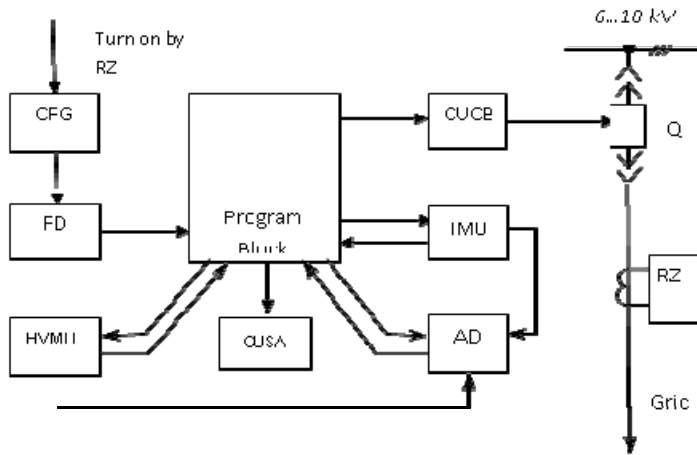 6...10 kV
Turn on by
RZ
CFG
CUCB
Q
FD
Program
Block
IMU
RZ
HVMU
CUSA
AD
Gric